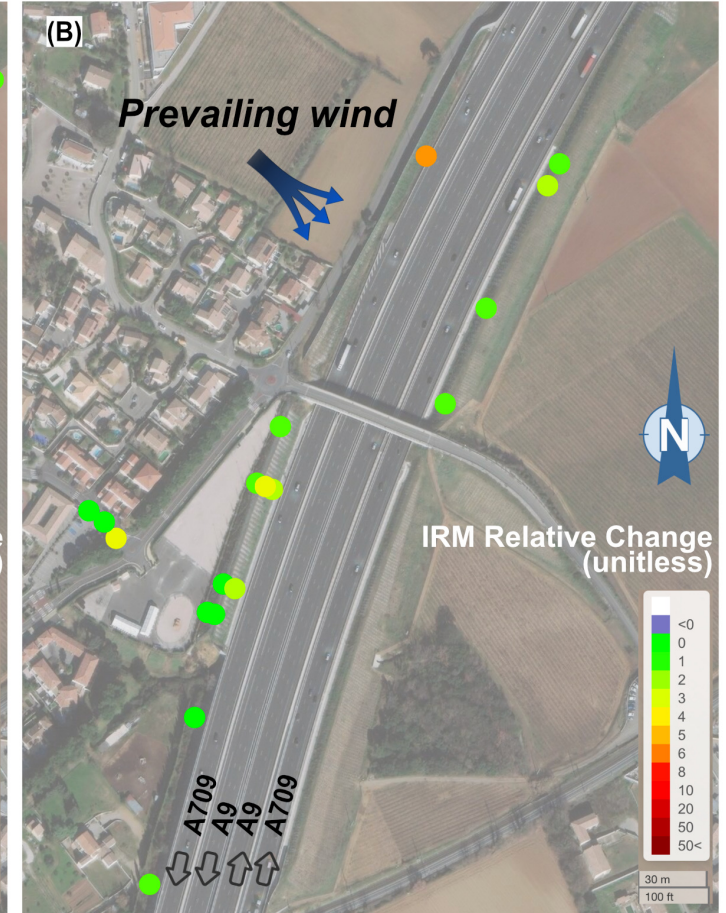 (B)
Prevailing wind
N
IRM Relative Change
(unitless)
<0
0
1
2
3
4
5
6
8
10
20
50
50<
A709
A9
A9
A709
30 m
100 ft